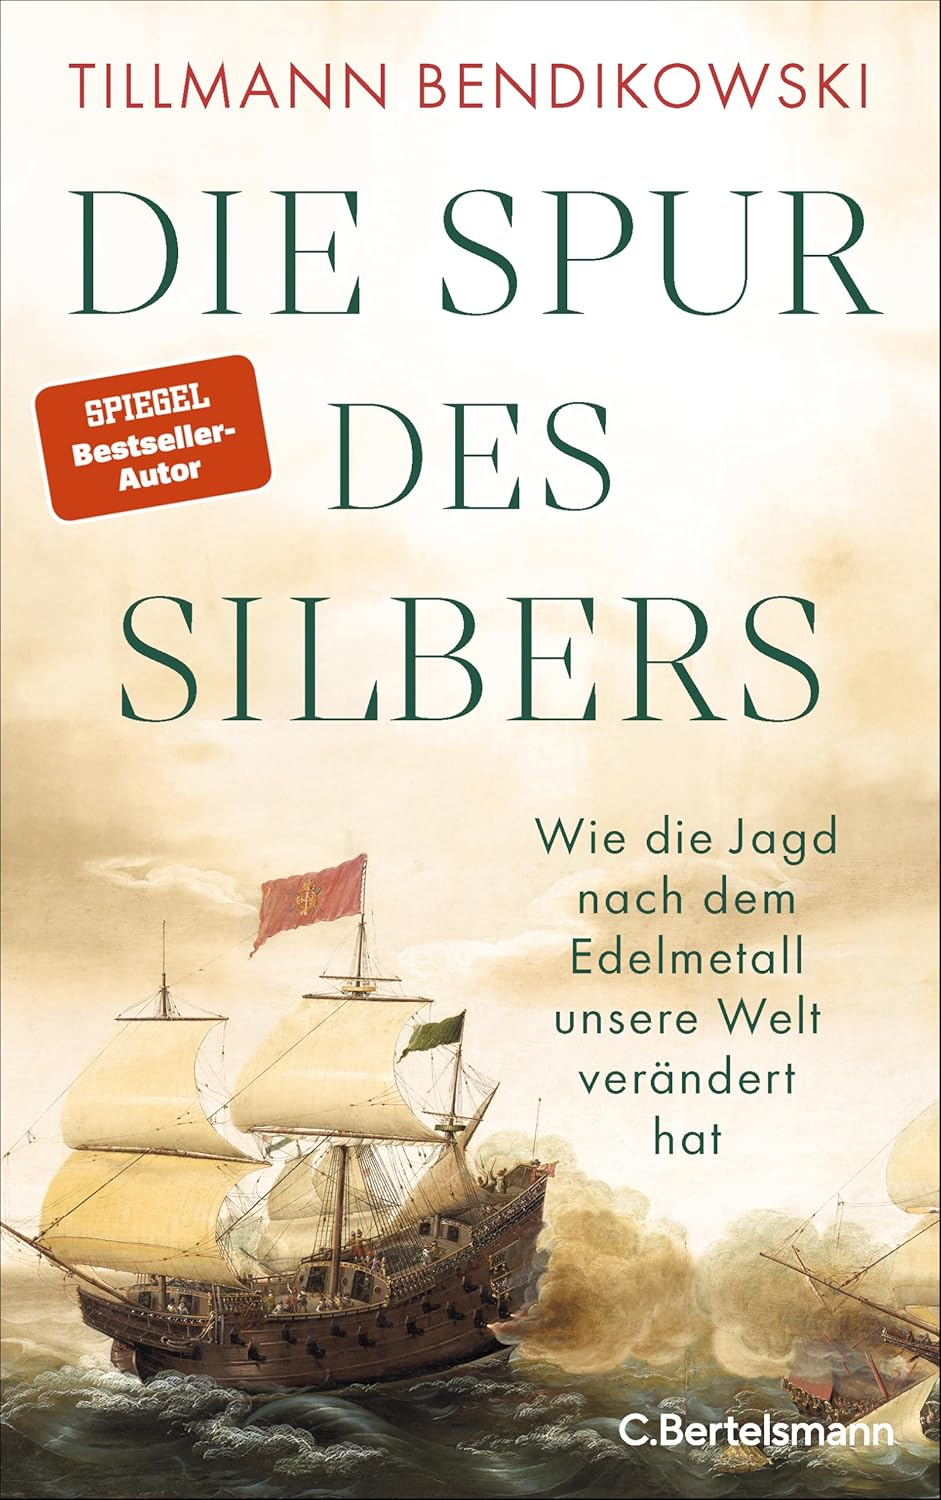 TILLMANN BENDIKOWSKI
DIE SPUR
DES
SILBERS
SPIEGEL
Bestseller-
Autor
Wie die Jagd
nach dem
Edelmetall
unsere Welt
verändert
hat
C.Bertelsmann